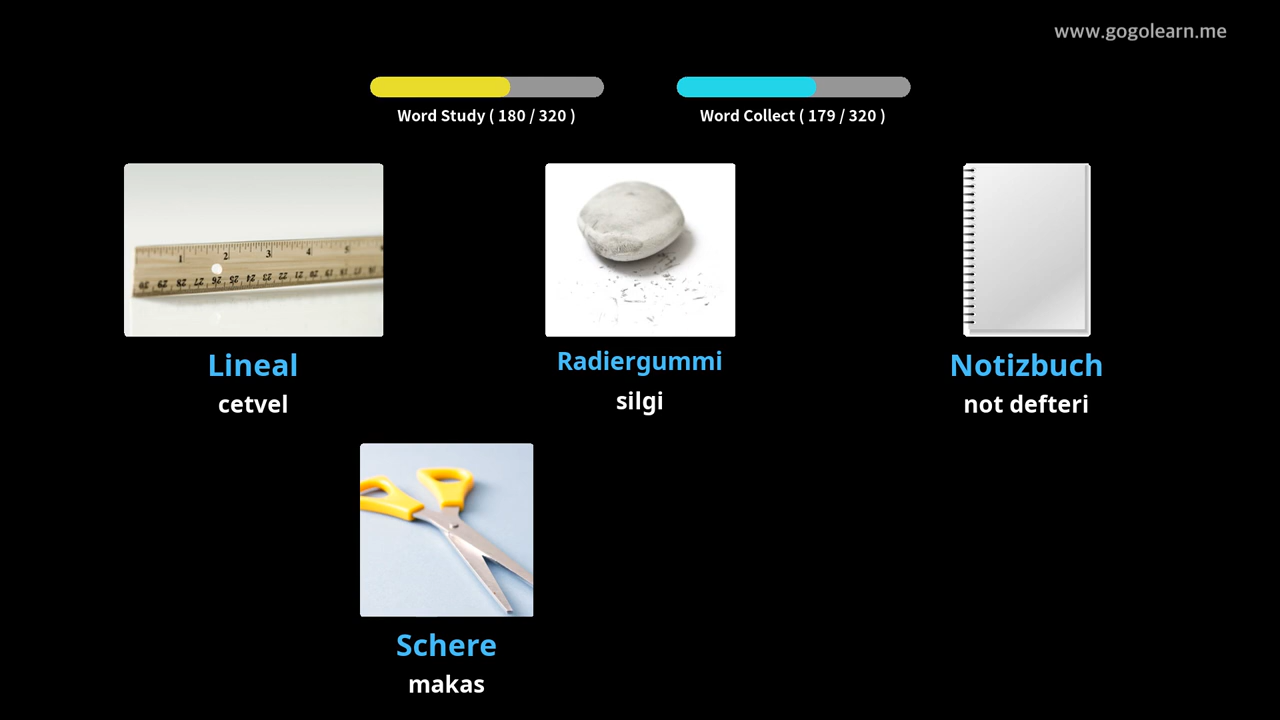 www.gogolearn.me
Word Study ( 180 / 320 )
Word Collect ( 179 / 320 )
Lineal
cetvel
Radiergummi
silgi
Notizbuch
not defteri
Schere
makas